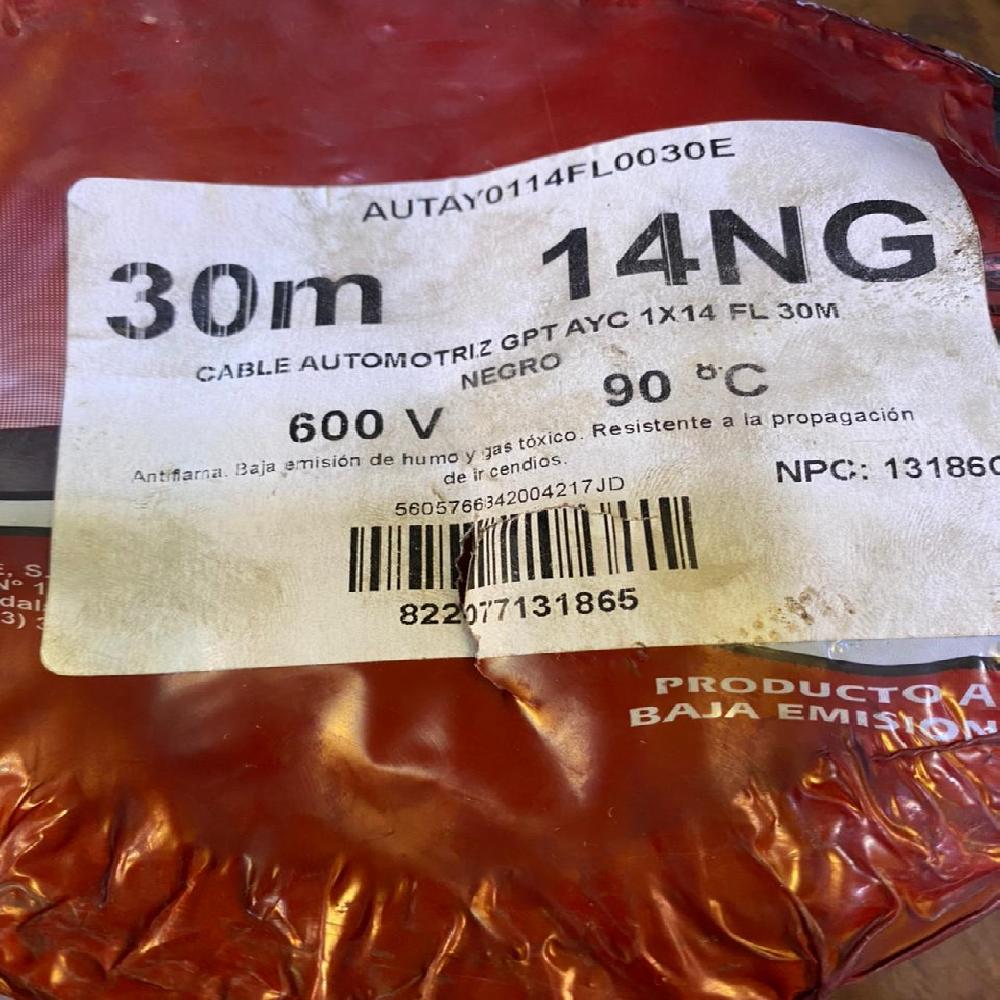 AUTAY0114FL0030E
30m 14NG
CABLE AUTOMOTRIZ GPT AYC 1X14 FL 30M
NEGRO
600 V 90 °C
Antiflama. Baja emisión de humo y gas tóxico. Resistente a la propagación
de incendios.
NPC: 13186
5605766342004217JD
822077131865
PRODUCTO A
BAJA EMISION